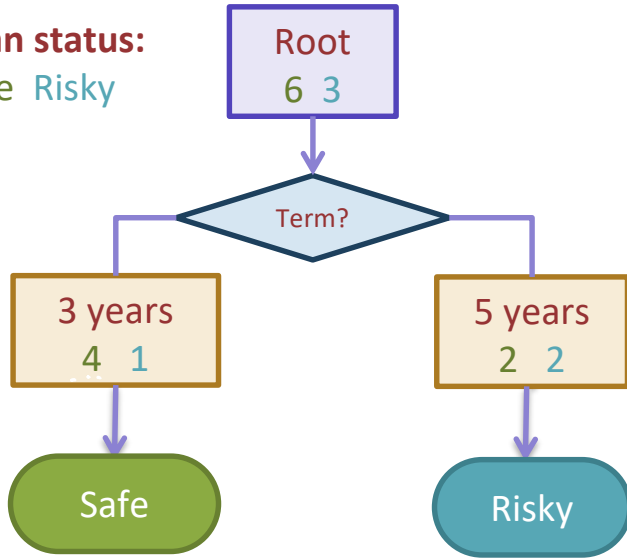 status:
Risky
Root
6 3
Term?
3 years
4 1
5 years
2 2
Safe
Risky